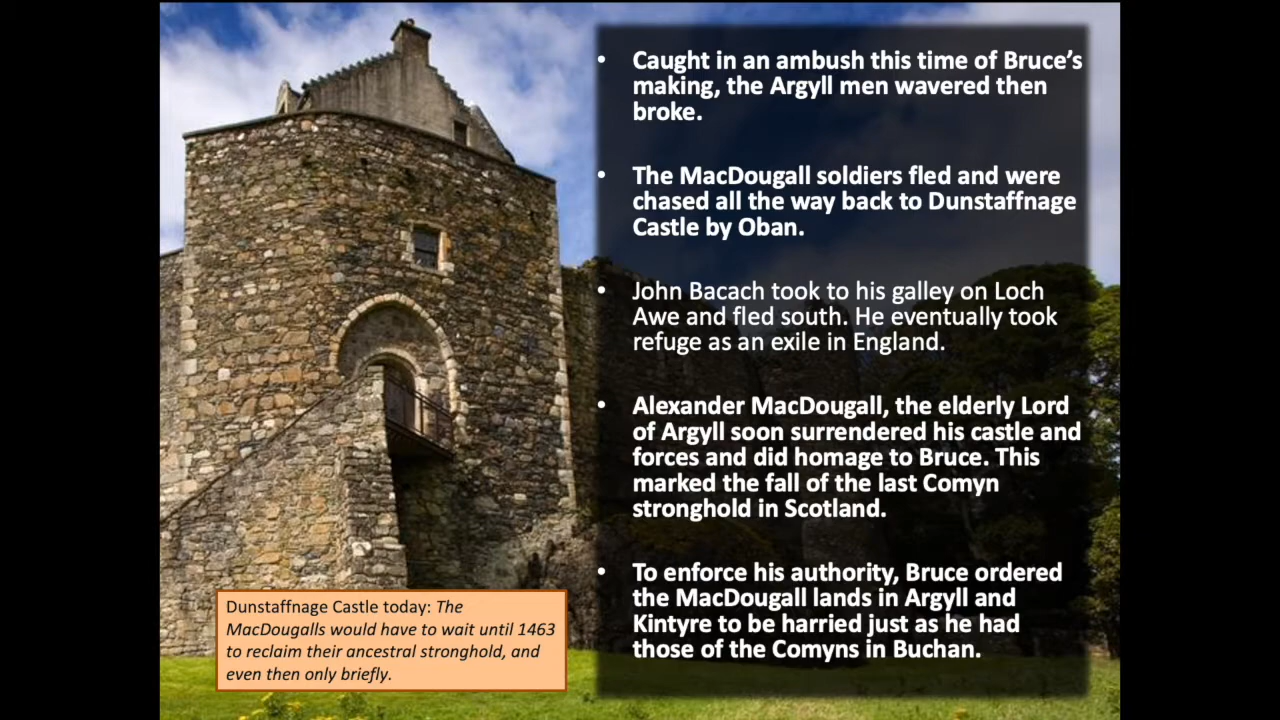 • Caught in an ambush this time of Bruce’s
making, the Argyll men wavered then
broke.
• The MacDougall soldiers fled and were
chased all the way back to Dunstaffnage
Castle by Oban.
• John Bacach took to his galley on Loch
Awe and fled south. He eventually took
refuge as an exile in England.
• Alexander MacDougall, the elderly Lord
of Argyll soon surrendered his castle and
forces and did homage to Bruce. This
marked the fall of the last Comyn
stronghold in Scotland.
• To enforce his authority, Bruce ordered
the MacDougall lands in Argyll and
Kintyre to be harried just as he had
those of the Comyns in Buchan.
Dunstaffnage Castle today: The
MacDougalls would have to wait until 1463
to reclaim their ancestral stronghold, and
even then only briefly.